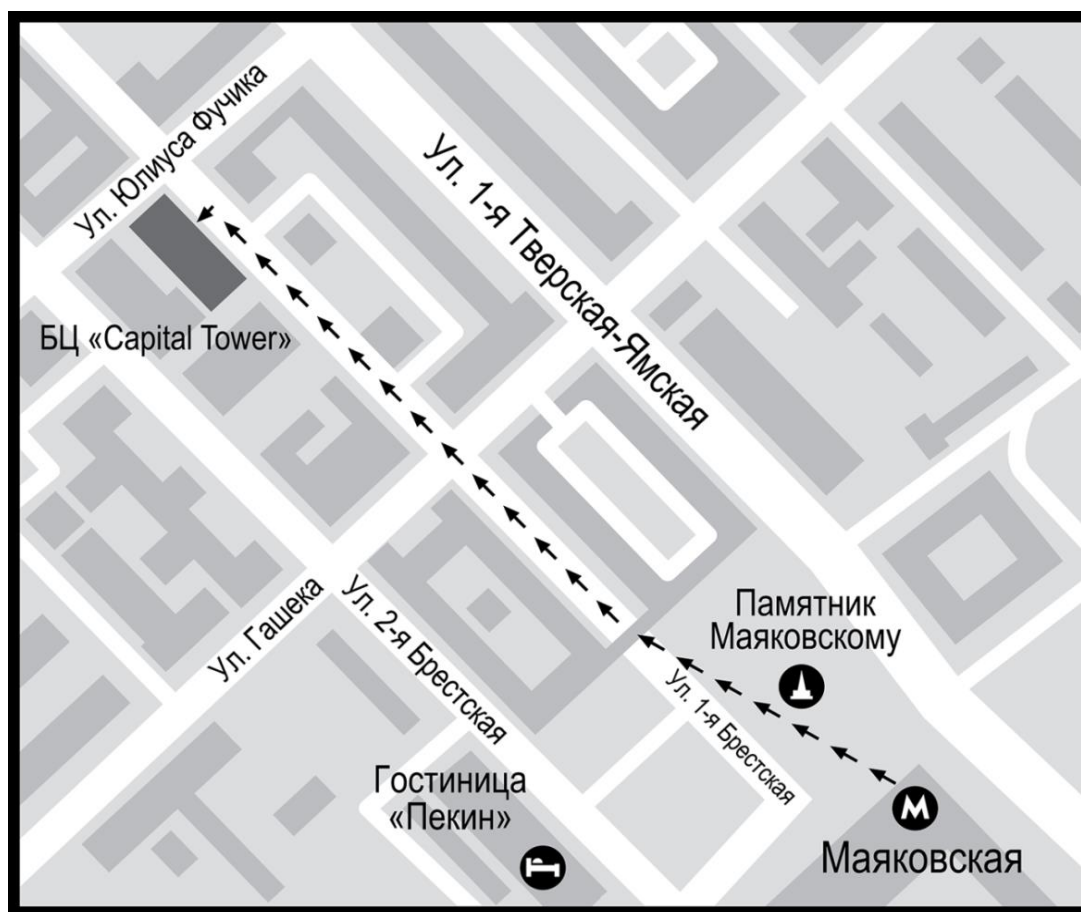 Ул. Юлиуса Фучика
Ул. 1-я Тверская-Ямская
БЦ «Capital Tower»
Ул. Гашека
Ул. 2-я Брестская
Памятник
Маяковскому
Ул. 1-я Брестская
Гостиница
«Пекин»
М
Маяковская